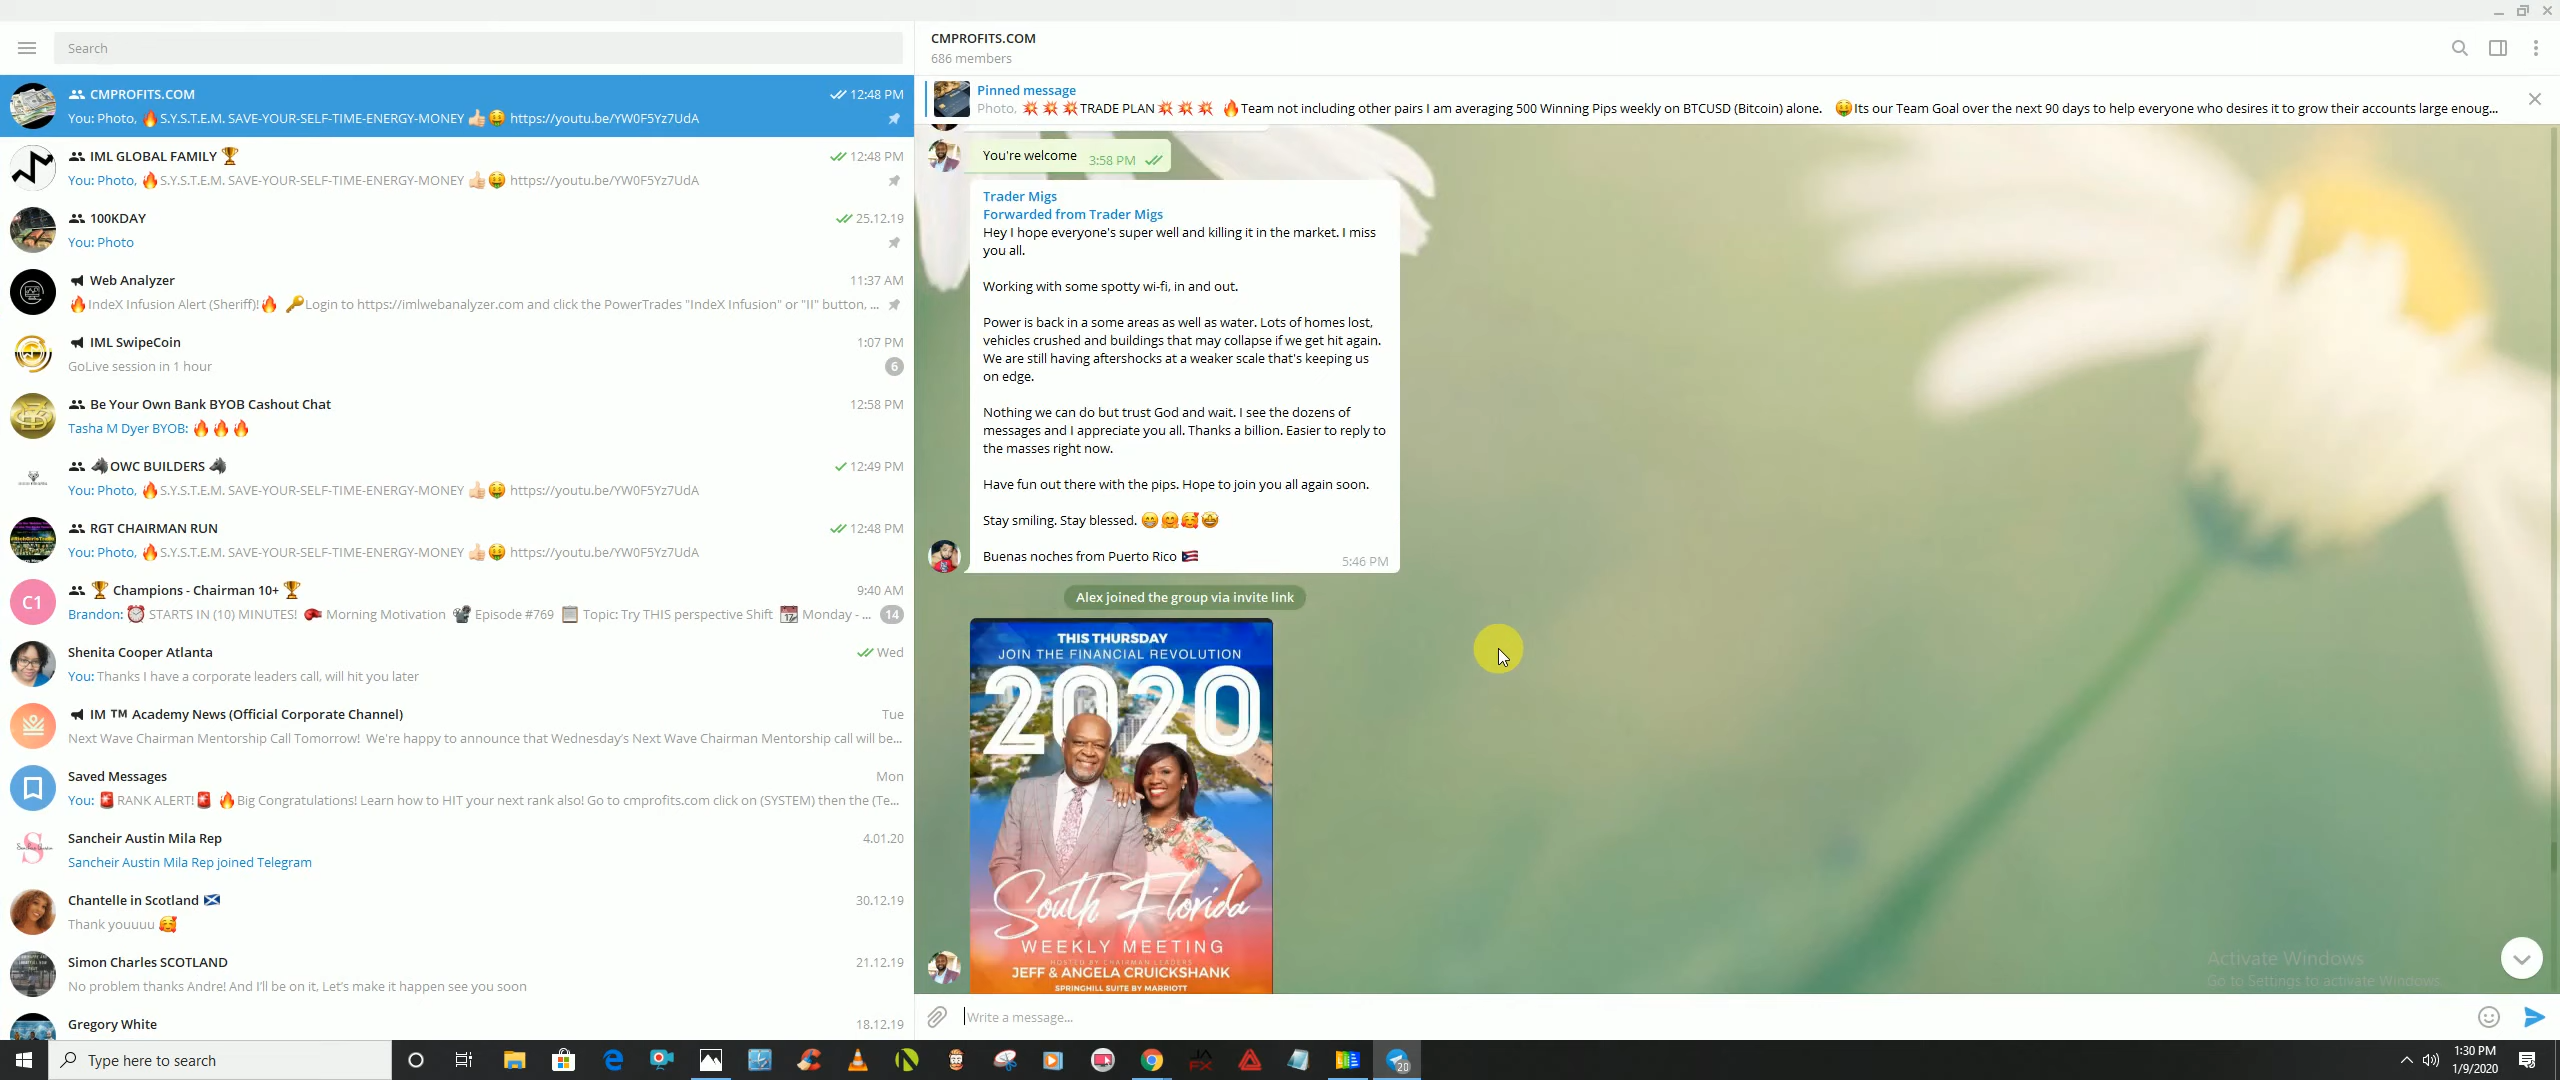 Search
CMPROFITS.COM
12:48 PM
You: Photo, 🔥S.Y.S.T.E.M. SAVE-YOUR-SELF-TIME-ENERGY-MONEY 👍🏻🤑 https://youtu.be/YW0F5Yz7UdA
IML GLOBAL FAMILY 🏆
12:48 PM
You: Photo, 🔥S.Y.S.T.E.M. SAVE-YOUR-SELF-TIME-ENERGY-MONEY 👍🏻🤑 https://youtu.be/YW0F5Yz7UdA
100KDAY
25.12.19
You: Photo
Web Analyzer
11:37 AM
🔥IndeX Infusion Alert (Sheriff)!🔥 🔑Login to https://imlwebanalyzer.com and click the PowerTrades "IndeX Infusion" or "II" button, ...
IML SwipeCoin
1:07 PM
GoLive session in 1 hour
6
Be Your Own Bank BYOB Cashout Chat
12:58 PM
Tasha M Dyer BYOB: 🔥🔥🔥
🐴OWC BUILDERS🐴
12:49 PM
You: Photo, 🔥S.Y.S.T.E.M. SAVE-YOUR-SELF-TIME-ENERGY-MONEY 👍🏻🤑 https://youtu.be/YW0F5Yz7UdA
RGT CHAIRMAN RUN
12:48 PM
You: Photo, 🔥S.Y.S.T.E.M. SAVE-YOUR-SELF-TIME-ENERGY-MONEY 👍🏻🤑 https://youtu.be/YW0F5Yz7UdA
C1
🏆 Champions - Chairman 10+ 🏆
9:40 AM
Brandon: ⏰ STARTS IN (10) MINUTES! 🥊 Morning Motivation 📽 Episode #769 📋 Topic: Try THIS perspective Shift 📆 Monday - ...
14
Shenita Cooper Atlanta
Wed
You: Thanks I have a corporate leaders call, will hit you later
IM ™ Academy News (Official Corporate Channel)
Tue
Next Wave Chairman Mentorship Call Tomorrow!  We're happy to announce that Wednesday's Next Wave Chairman Mentorship call will be...
Saved Messages
Mon
You: 🚨RANK ALERT!🚨 🔥Big Congratulations! Learn how to HIT your next rank also! Go to cmprofits.com click on (SYSTEM) then the (Te...
Sancheir Austin Mila Rep
4.01.20
Sancheir Austin Mila Rep joined Telegram
Chantelle in Scotland 🏴󠁧󠁢󠁳󠁣󠁴󠁿
30.12.19
Thank youuuu 🥰
Simon Charles SCOTLAND
21.12.19
No problem thanks Andre! And I'll be on it, Let's make it happen see you soon
Gregory White
18.12.19
CMPROFITS.COM
686 members
Pinned message
Photo, 💥💥💥TRADE PLAN💥💥💥 🔥Team not including other pairs I am averaging 500 Winning Pips weekly on BTCUSD (Bitcoin) alone.  🤑Its our Team Goal over the next 90 days to help everyone who desires it to grow their accounts large enoug...
You're welcome 3:58 PM
Trader Migs
Forwarded from Trader Migs
Hey I hope everyone's super well and killing it in the market. I miss
you all.
Working with some spotty wi-fi, in and out.
Power is back in a some areas as well as water. Lots of homes lost,
vehicles crushed and buildings that may collapse if we get hit again.
We are still having aftershocks at a weaker scale that's keeping us
on edge.
Nothing we can do but trust God and wait. I see the dozens of
messages and I appreciate you all. Thanks a billion. Easier to reply to
the masses right now.
Have fun out there with the pips. Hope to join you all again soon.
Stay smiling. Stay blessed. 😁🤗🥰🤩
Buenas noches from Puerto Rico 🇵🇷
5:46 PM
Alex joined the group via invite link
THIS THURSDAY
JOIN THE FINANCIAL REVOLUTION
2020
South Florida
WEEKLY MEETING
HOSTED BY CHAIRMAN LEADERS
JEFF & ANGELA CRUICKSHANK
SPRINGHILL SUITE BY MARRIOTT
Activate Windows
Go to Settings to activate Windows.
Write a message...
Type here to search
20
1:30 PM
1/9/2020